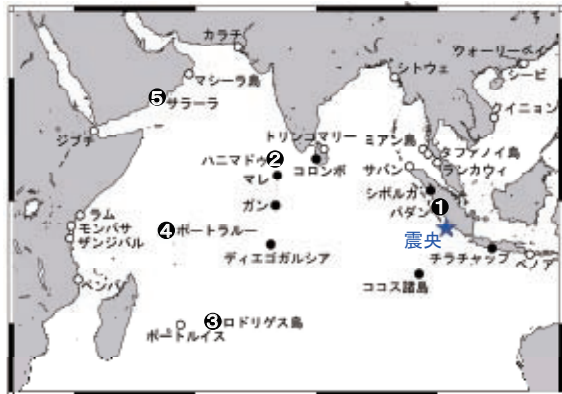 カラチ
マシーラ島
❺サラーラ
ジブチ
シトウェ
ウォーリーベイ
シービ
クイニョン
トリンコマリー
ミアン島
タファノイ島
ハニマドゥ❷
コロンボ
サバン
ランカウィ
マレ
シボルガ
ガン
パダン
❶
ラム
モンバサ
ザンジバル
❹ポートラルー
震央
ディエゴガルシア
チラチャップ
ベノア
ペンバ
ココス諸島
❸ロドリゲス島
ポートルイス